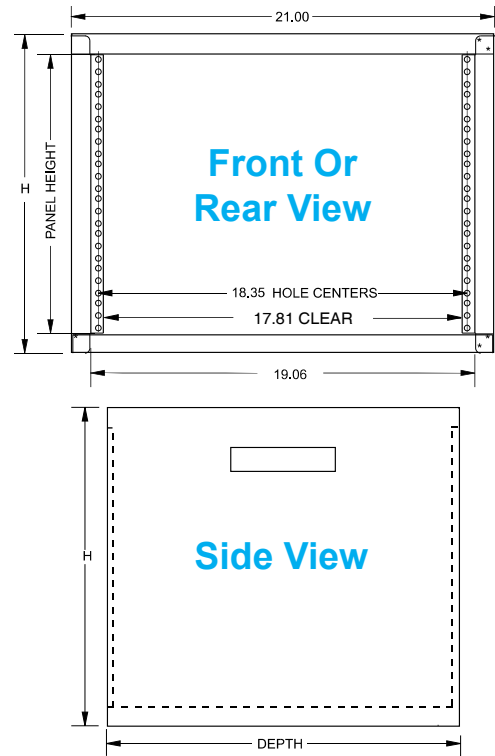 21.00
H
PANEL HEIGHT
Front Or
Rear View
18.35 HOLE CENTERS
17.81 CLEAR
19.06
H
Side View
DEPTH